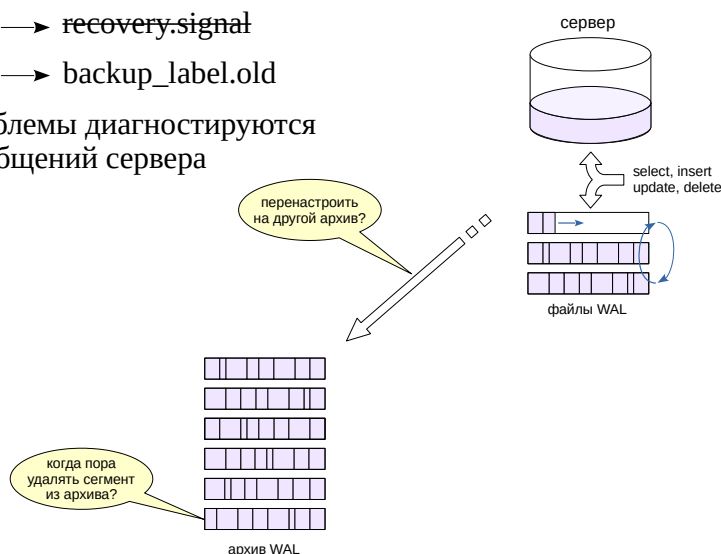 recovery.signal
backup_label.old
блемы диагностируются
бщений сервера
сервер
select, insert
update, delete
перенастроить
на другой архив?
файлы WAL
когда пора
удалять сегмент
из архива?
архив WAL